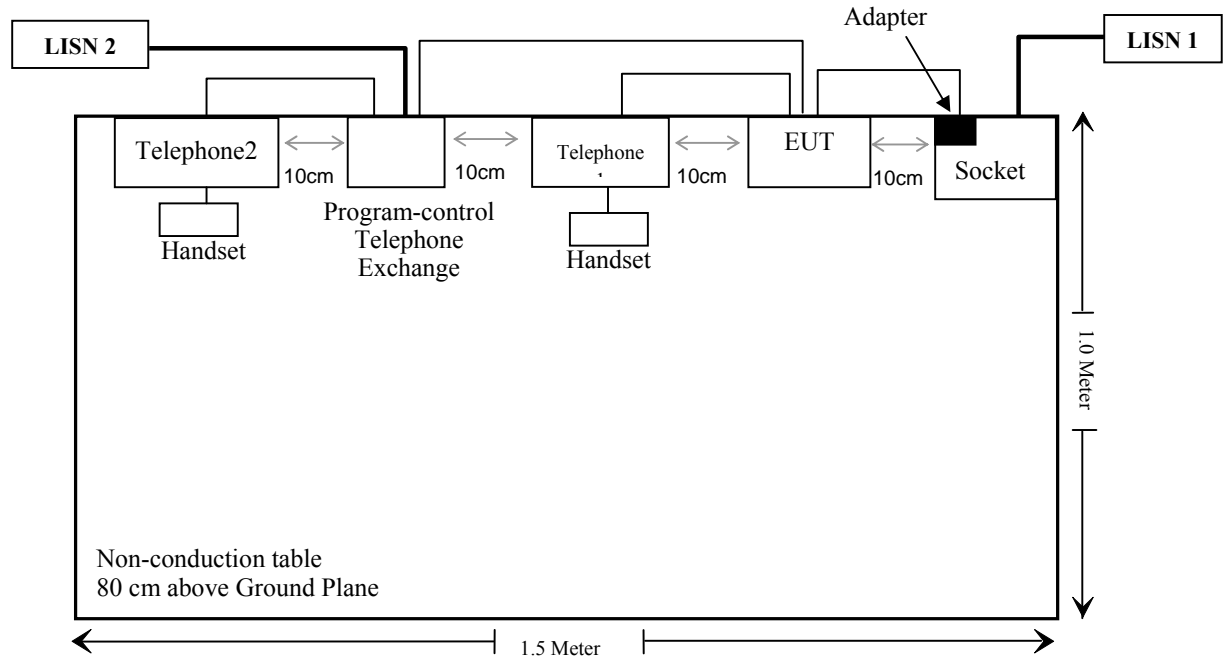 Adapter
LISN 2
LISN 1
Telephone2
10cm
10cm
Telephone
10cm
EUT
10cm
Socket
Handset
Program-control
Telephone
Exchange
Handset
1.0 Meter
Non-conduction table
80 cm above Ground Plane
1.5 Meter